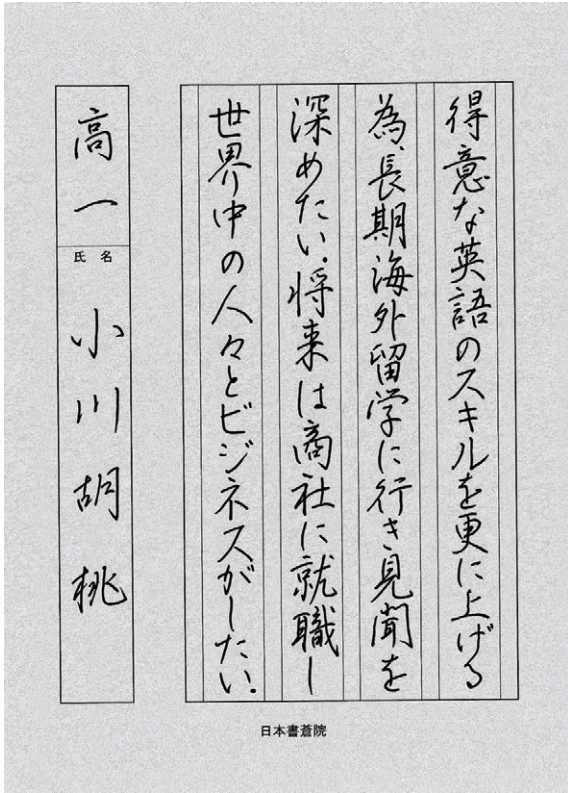 得意な英語のスキルを更に上げる
為、長期海外留学に行き見聞を
深めたい。将来は商社に就職し
世界中の人々とビジネスがしたい。
高一
氏名
小川胡桃
日本書蒼院